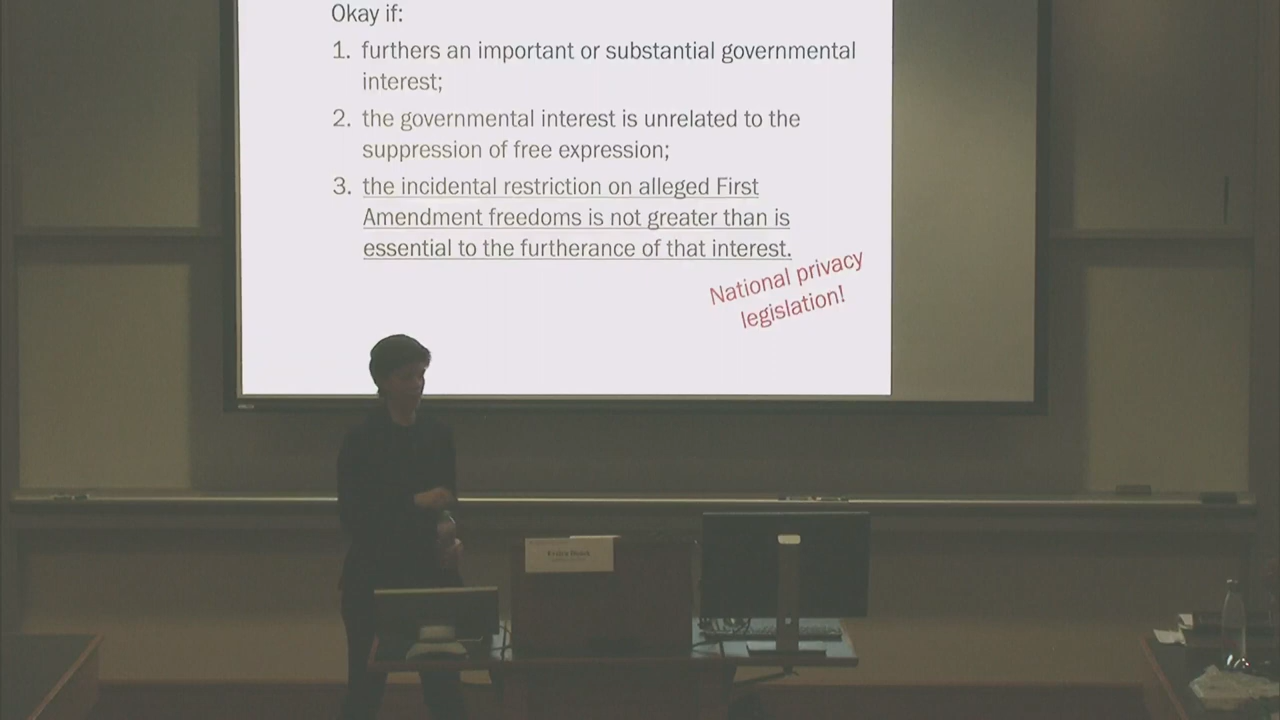 Okay if:
1. furthers an important or substantial governmental
interest;
2. the governmental interest is unrelated to the
suppression of free expression;
3. the incidental restriction on alleged First
Amendment freedoms is not greater than is
essential to the furtherance of that interest.
National privacy
legislation!